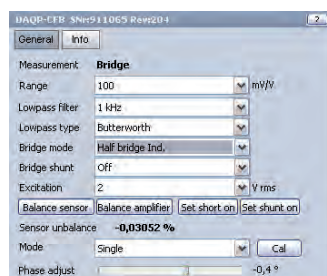 DAQP-CFB SNr:911065 Rev:204 ?
General Info
Measurement Bridge
Range 100 mV/V
Lowpass filter 1 kHz
Lowpass type Butterworth
Bridge mode Half bridge Ind.
Bridge shunt Off
Excitation 2 V rms
Balance sensor Balance amplifier Set short on Set shunt on
Sensor unbalance -0,03052 %
Mode Single Cal
Phase adjust -0,4 °